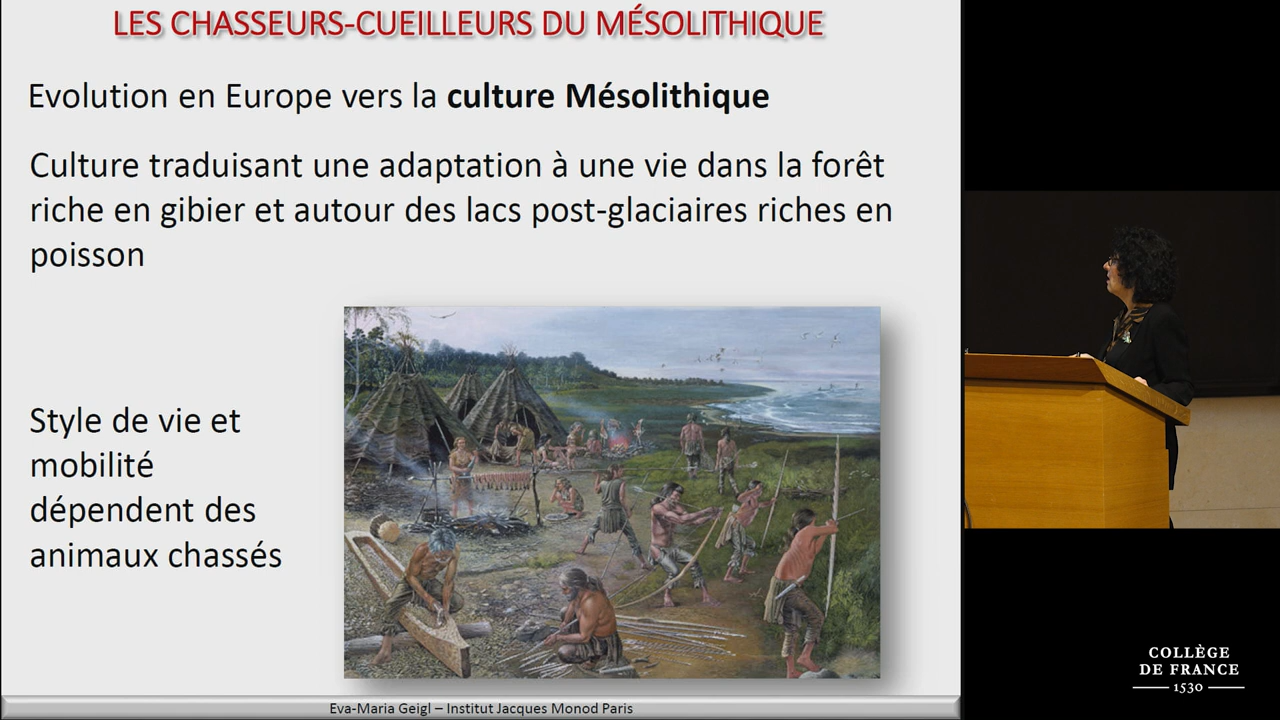 LES CHASSEURS-CUEILLEURS DU MÉSOLITHIQUE
Evolution en Europe vers la culture Mésolithique
Culture traduisant une adaptation à une vie dans la forêt
riche en gibier et autour des lacs post-glaciaires riches en
poisson
Style de vie et
mobilité
dépendent des
animaux chassés
Eva-Maria Geigl – Institut Jacques Monod Paris
COLLÈGE
DE FRANCE
1530